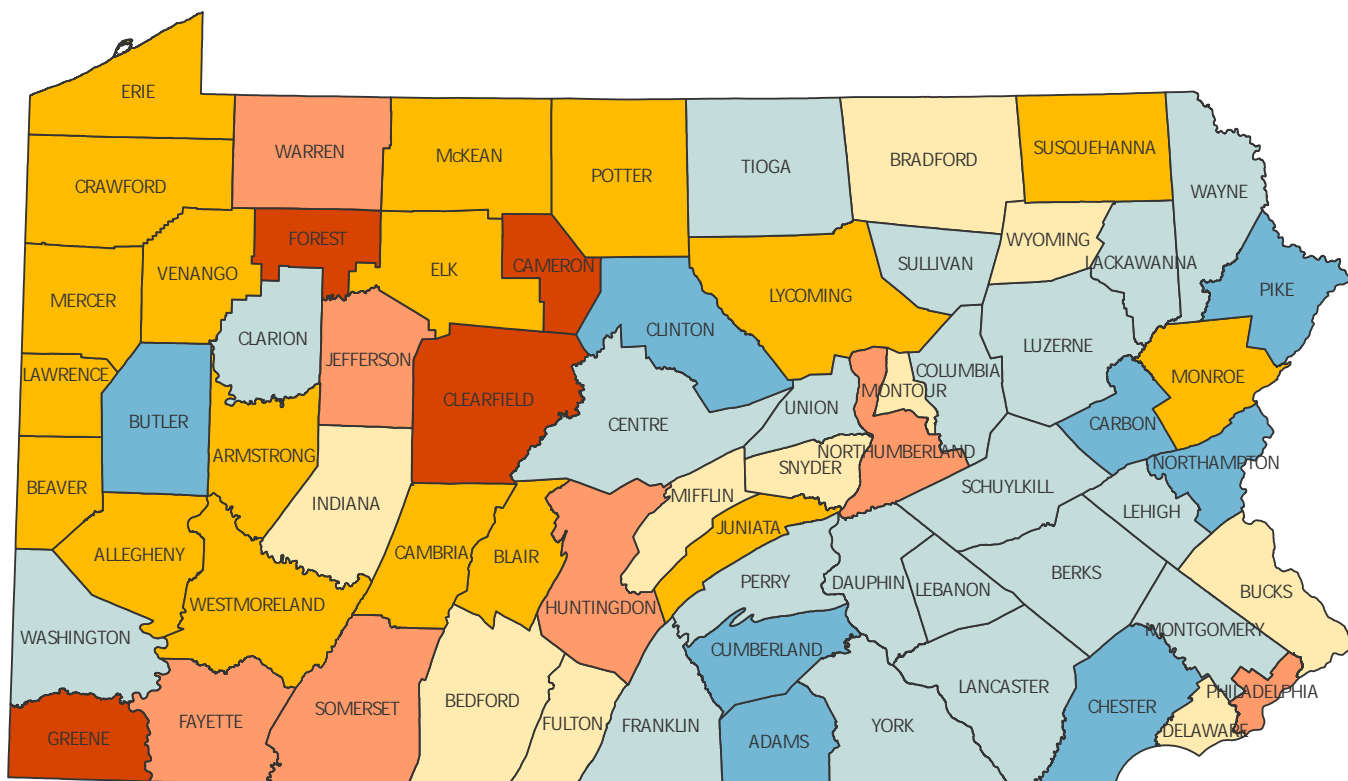 ERIE
WARREN
McKEAN
POTTER
TIOGA
BRADFORD
SUSQUEHANNA
CRAWFORD
WAYNE
FOREST
CAMERON
ELK
VENANGO
SULLIVAN
WYOMING
LACKAWANNA
MERCER
LYCOMING
PIKE
CLINTON
CLARION
JEFFERSON
LUZERNE
LAWRENCE
COLUMBIA
MONTOUR
MONROE
CLEARFIELD
UNION
BUTLER
CENTRE
CARBON
ARMSTRONG
NORTHUMBERLAND
SNYDER
NORTHAMPTON
BEAVER
INDIANA
MIFFLIN
SCHUYLKILL
LEHIGH
JUNIATA
ALLEGHENY
CAMBRIA
BLAIR
PERRY
DAUPHIN
LEBANON
BERKS
BUCKS
WESTMORELAND
HUNTINGDON
WASHINGTON
CUMBERLAND
MONTGOMERY
BEDFORD
LANCASTER
PHILADELPHIA
SOMERSET
CHESTER
FAYETTE
FULTON
FRANKLIN
YORK
DELAWARE
GREENE
ADAMS